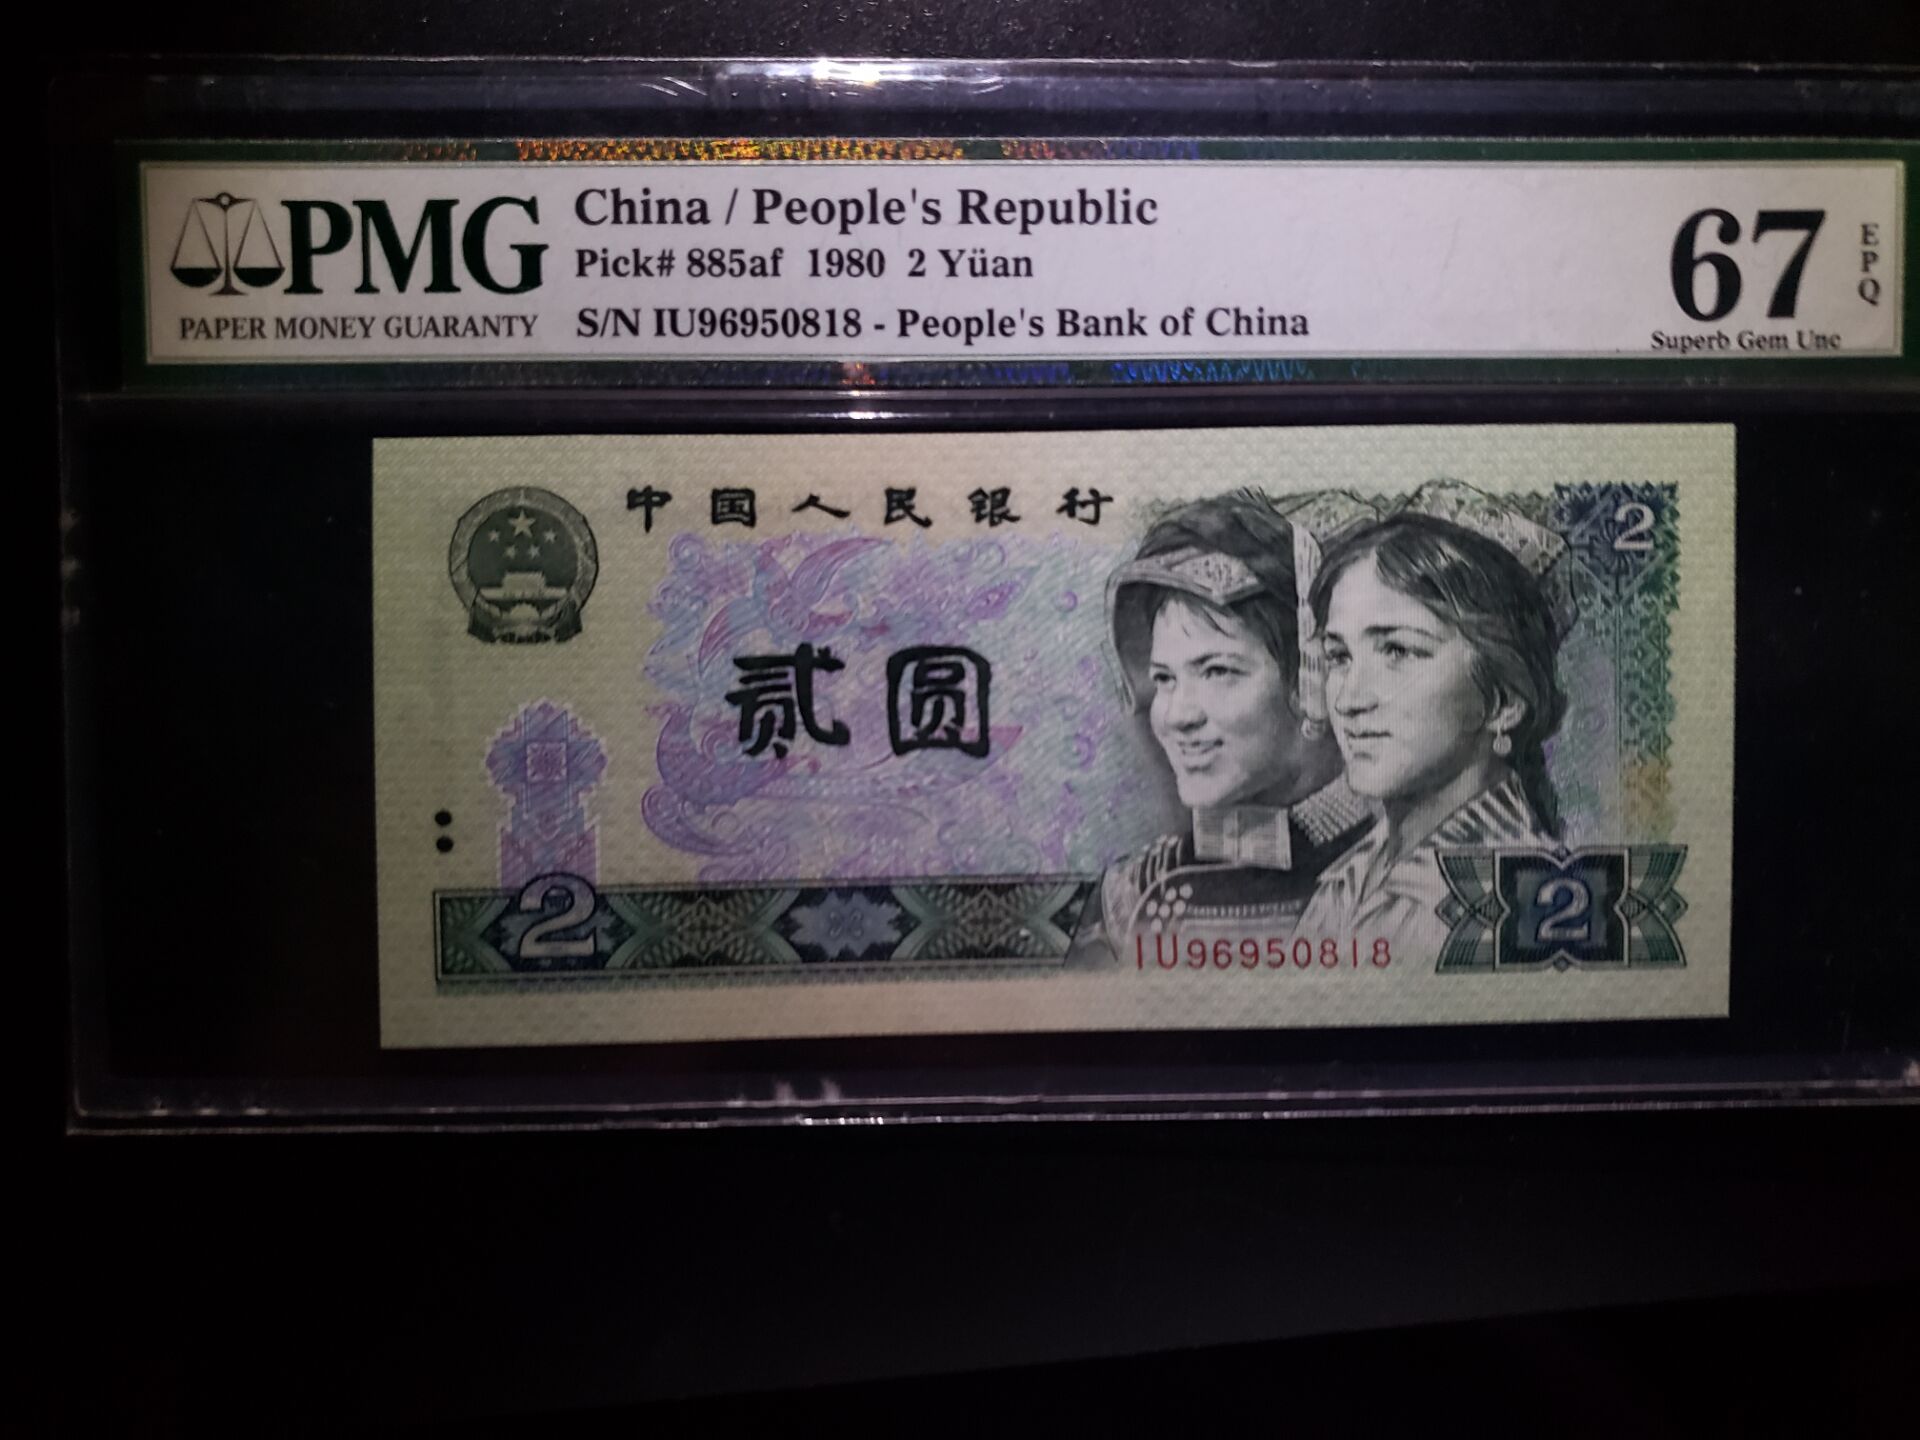 PMG
PAPER MONEY GUARANTY
China / People's Republic
Pick# 885af 1980 2 Yüan
S/N IU96950818 - People's Bank of China
67
EPQ
Superb Gem Unc
中国人民银行
2
贰圆
2
IU96950818
2